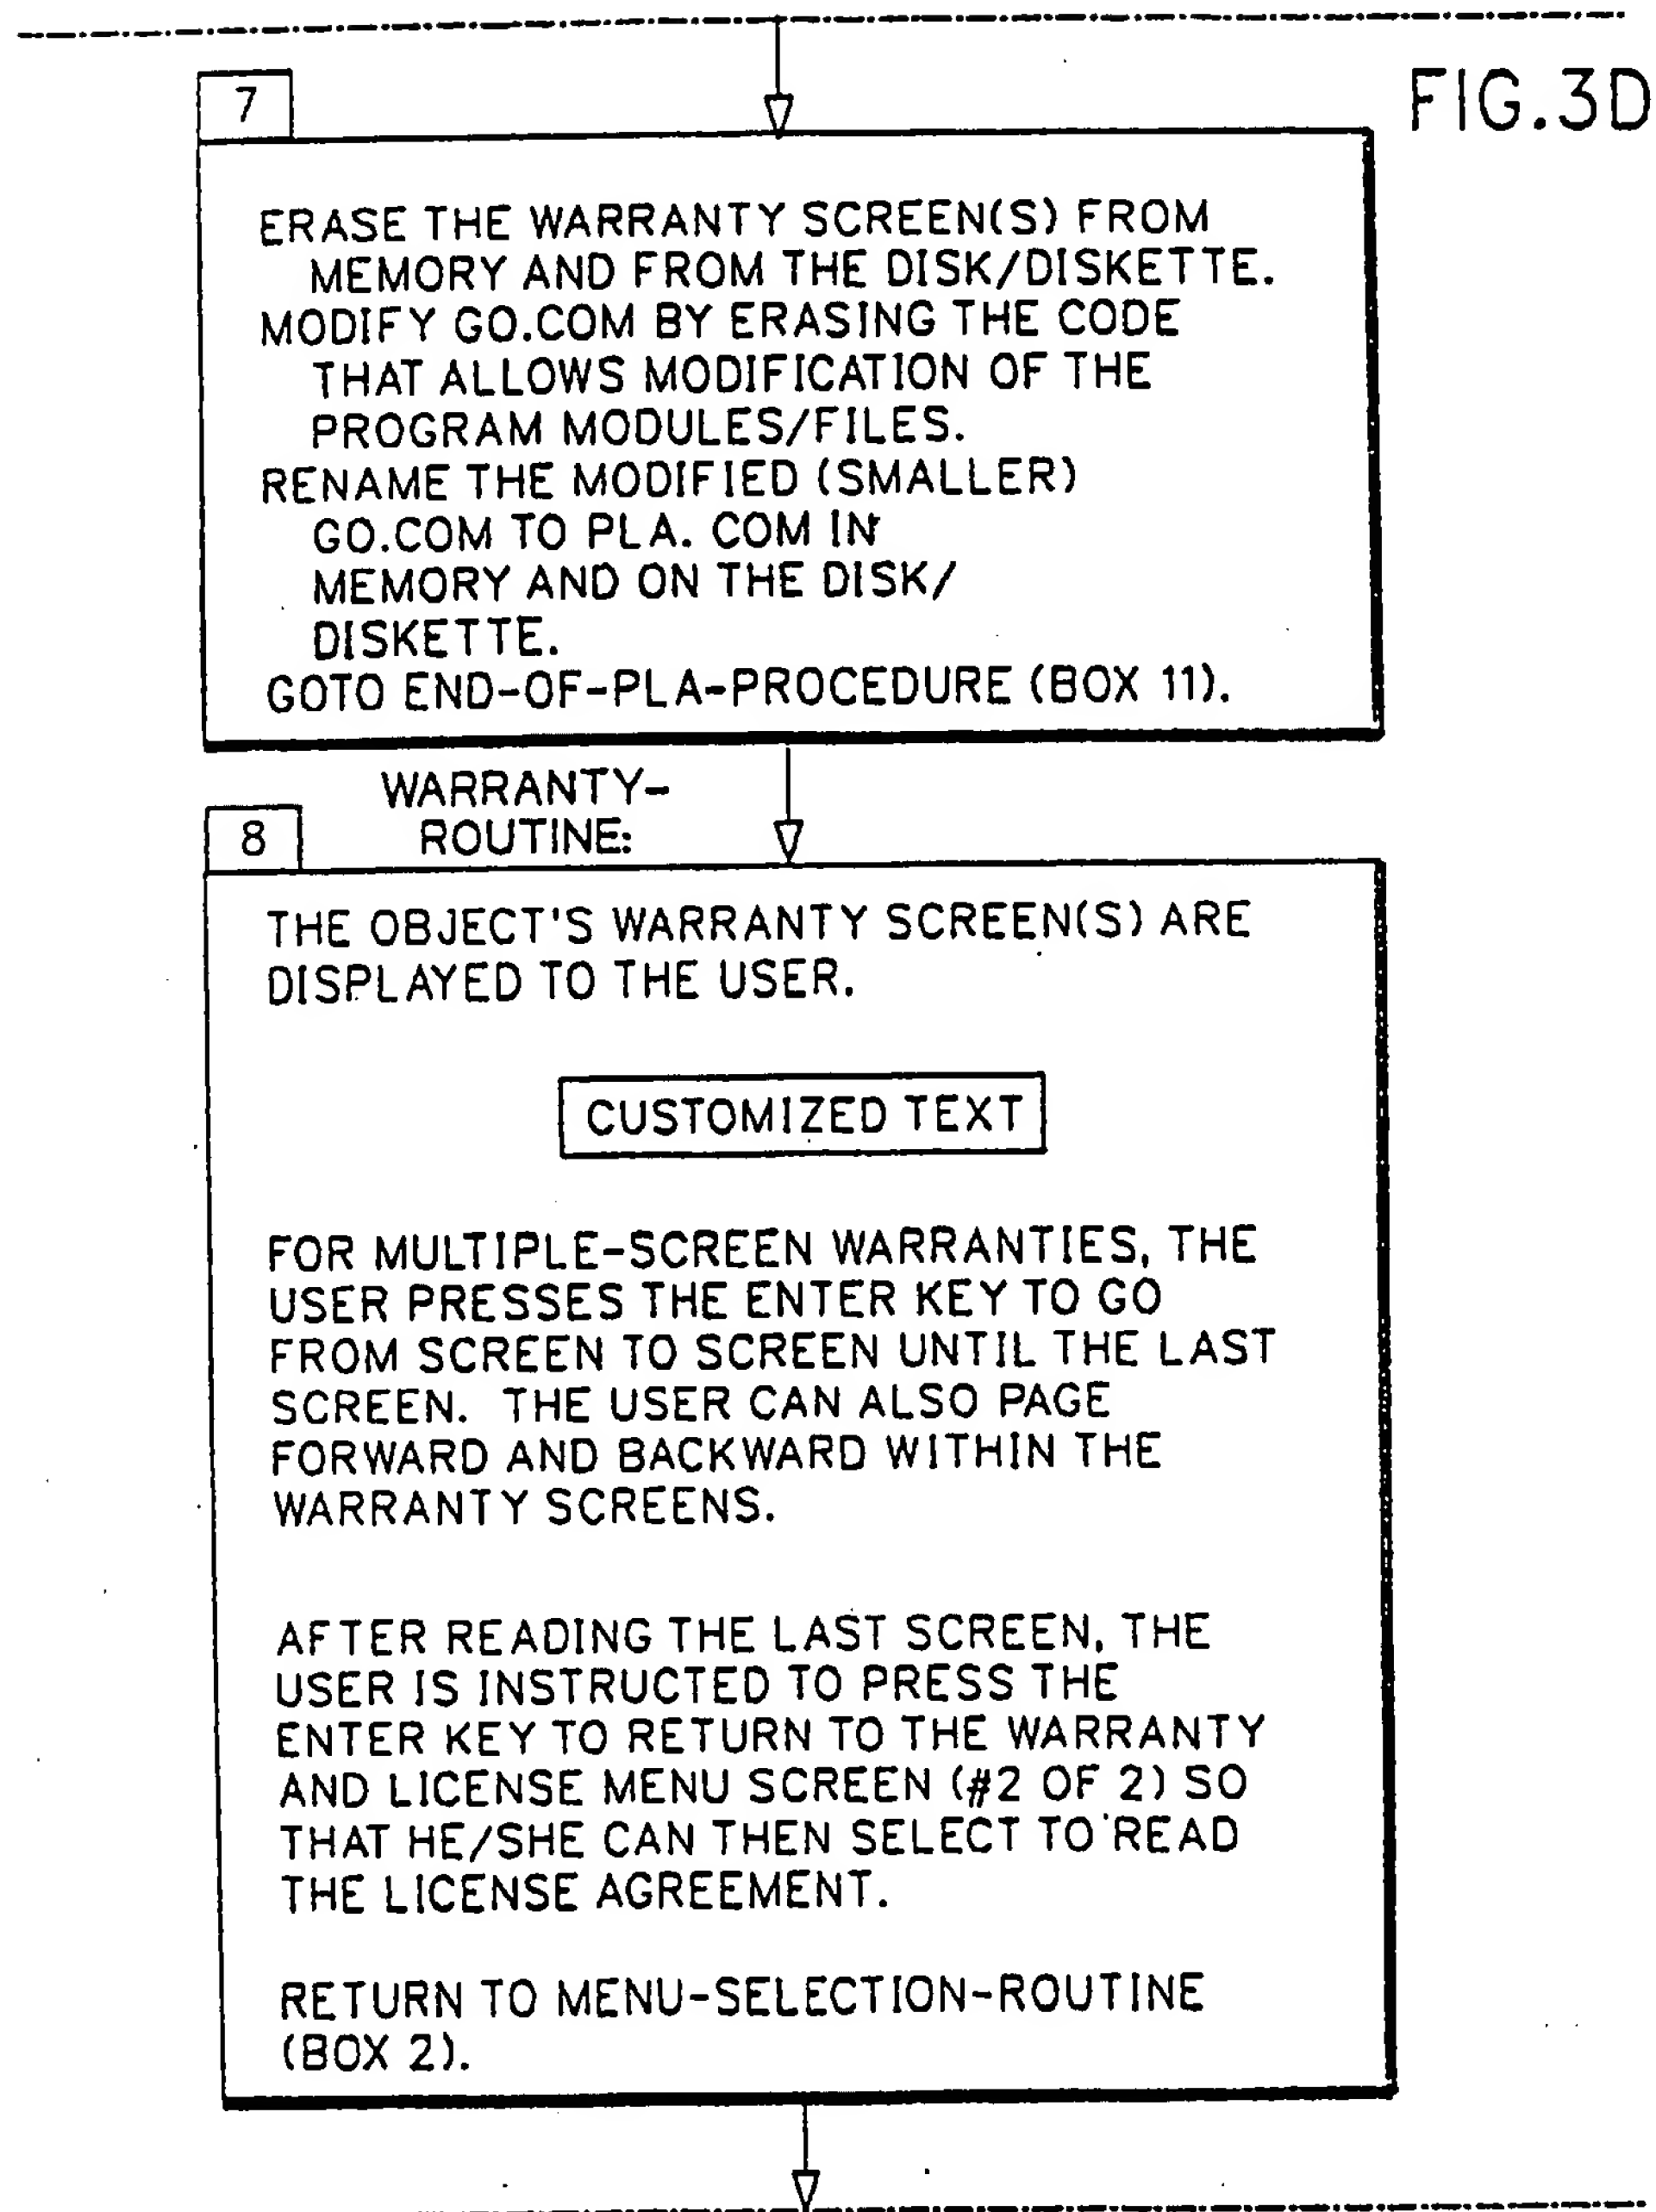 FIG.3D
7
ERASE THE WARRANTY SCREEN(S) FROM
MEMORY AND FROM THE DISK/DISKETTE.
MODIFY GO.COM BY ERASING THE CODE
THAT ALLOWS MODIFICATION OF THE
PROGRAM MODULES/FILES.
RENAME THE MODIFIED (SMALLER)
GO.COM TO PLA. COM IN
MEMORY AND ON THE DISK/
DISKETTE.
GOTO END-OF-PLA-PROCEDURE (BOX 11).
WARRANTY-
ROUTINE:
8
THE OBJECT'S WARRANTY SCREEN(S) ARE
DISPLAYED TO THE USER.
CUSTOMIZED TEXT
FOR MULTIPLE-SCREEN WARRANTIES, THE
USER PRESSES THE ENTER KEY TO GO
FROM SCREEN TO SCREEN UNTIL THE LAST
SCREEN. THE USER CAN ALSO PAGE
FORWARD AND BACKWARD WITHIN THE
WARRANTY SCREENS.
AFTER READING THE LAST SCREEN, THE
USER IS INSTRUCTED TO PRESS THE
ENTER KEY TO RETURN TO THE WARRANTY
AND LICENSE MENU SCREEN (#2 OF 2) SO
THAT HE/SHE CAN THEN SELECT TO READ
THE LICENSE AGREEMENT.
RETURN TO MENU-SELECTION-ROUTINE
(BOX 2).